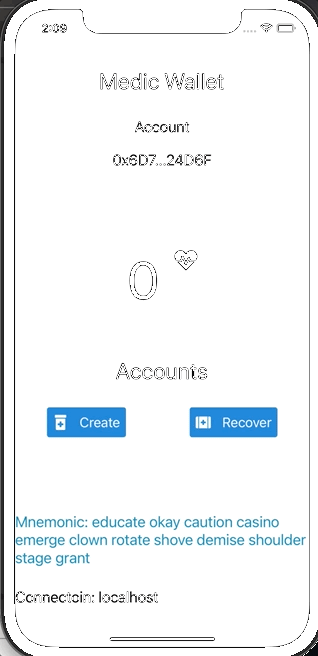 2:09
Medic Wallet
Account
0x6D7...24D6F
0
Accounts
Create
Recover
Mnemonic: educate okay caution casino
emerge clown rotate shove demise shoulder
stage grant
Connectoin: localhost